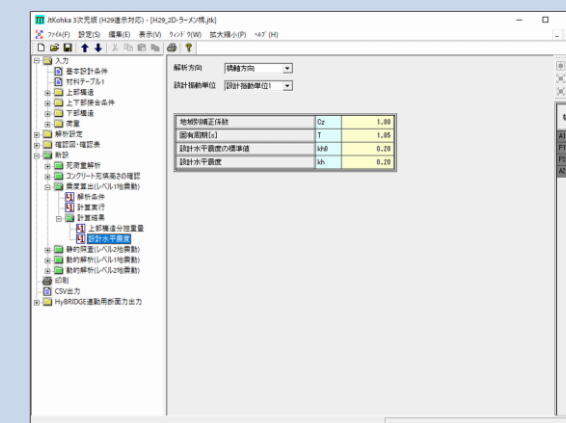 JtKohka 3次元版 (H29道示対応) - [H29_2D-ラーメン橋.jtk]
ファイル(F) 設定(S) 編集(E) 表示(V) ウィンドウ(W) 拡大縮小(P) ヘルプ(H)
入力
基本設計条件
材料テーブル1
上部構造
上下部接合条件
下部構造
荷重
解析設定
確認図・確認表
新設
死荷重解析
コンクリート充填高さの確認
震度算出(レベル1地震動)
解析条件
計算実行
計算結果
上部構造分担重量
設計水平震度
静的照査(レベル2地震動)
動的解析(レベル1地震動)
動的解析(レベル2地震動)
印刷
CSV出力
HyBRIDGE連動用断面力出力
解析方向 橋軸方向
設計振動単位 設計振動単位1
地域別補正係数 Cz 1.00
固有周期[s] T 1.05
設計水平震度の標準値 kh0 0.20
設計水平震度 kh 0.20
A1
P1
P2
A2